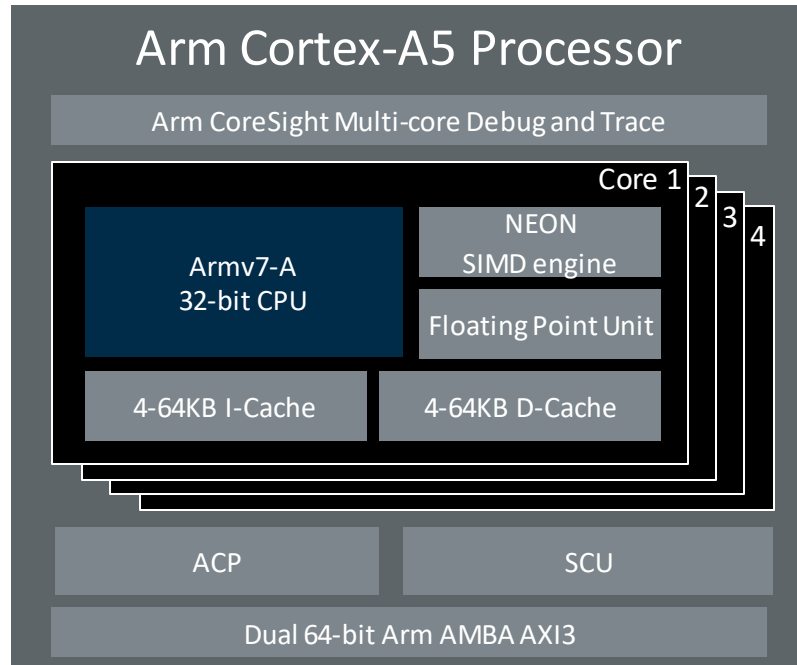 Arm Cortex-A5 Processor
Arm CoreSight Multi-core Debug and Trace
Core 1
2
3
4
Armv7-A
32-bit CPU
NEON
SIMD engine
Floating Point Unit
4-64KB I-Cache
4-64KB D-Cache
ACP
SCU
Dual 64-bit Arm AMBA AXI3